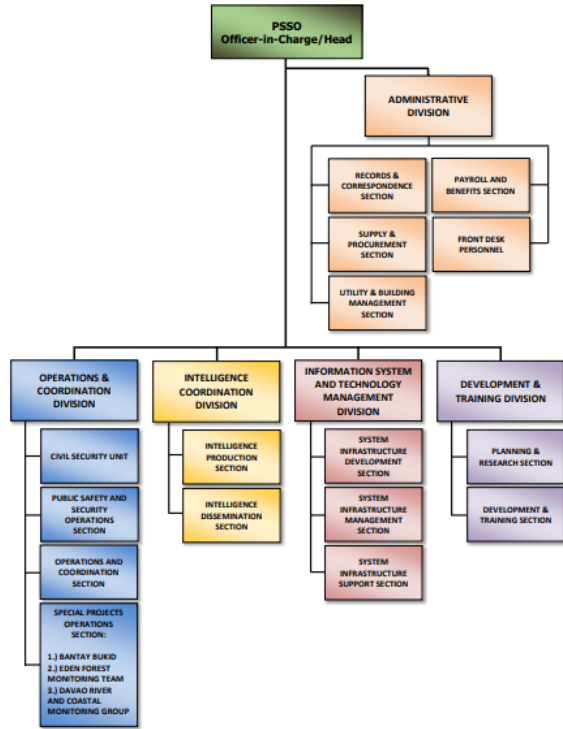 PSSO
Officer-in-Charge/Head
ADMINISTRATIVE
DIVISION
RECORDS &
CORRESPONDENCE
SECTION
PAYROLL AND
BENEFITS SECTION
SUPPLY &
PROCUREMENT
SECTION
FRONT DESK
PERSONNEL
UTILITY & BUILDING
MANAGEMENT
SECTION
OPERATIONS &
COORDINATION
DIVISION
INTELLIGENCE
COORDINATION
DIVISION
INFORMATION SYSTEM
AND TECHNOLOGY
MANAGEMENT
DIVISION
DEVELOPMENT &
TRAINING DIVISION
CIVIL SECURITY UNIT
PUBLIC SAFETY AND
SECURITY
OPERATIONS
SECTION
OPERATIONS AND
COORDINATION
SECTION
SPECIAL PROJECTS
OPERATIONS
SECTION:
1.) BANTAY BUKID
2.) EDEN FOREST
MONITORING TEAM
3.) DAVAO RIVER
AND COASTAL
MONITORING GROUP
INTELLIGENCE
PRODUCTION
SECTION
INTELLIGENCE
DISSEMINATION
SECTION
SYSTEM
INFRASTRUCTURE
DEVELOPMENT
SECTION
SYSTEM
INFRASTRUCTURE
MANAGEMENT
SECTION
SYSTEM
INFRASTRUCTURE
SUPPORT SECTION
PLANNING &
RESEARCH SECTION
DEVELOPMENT &
TRAINING SECTION